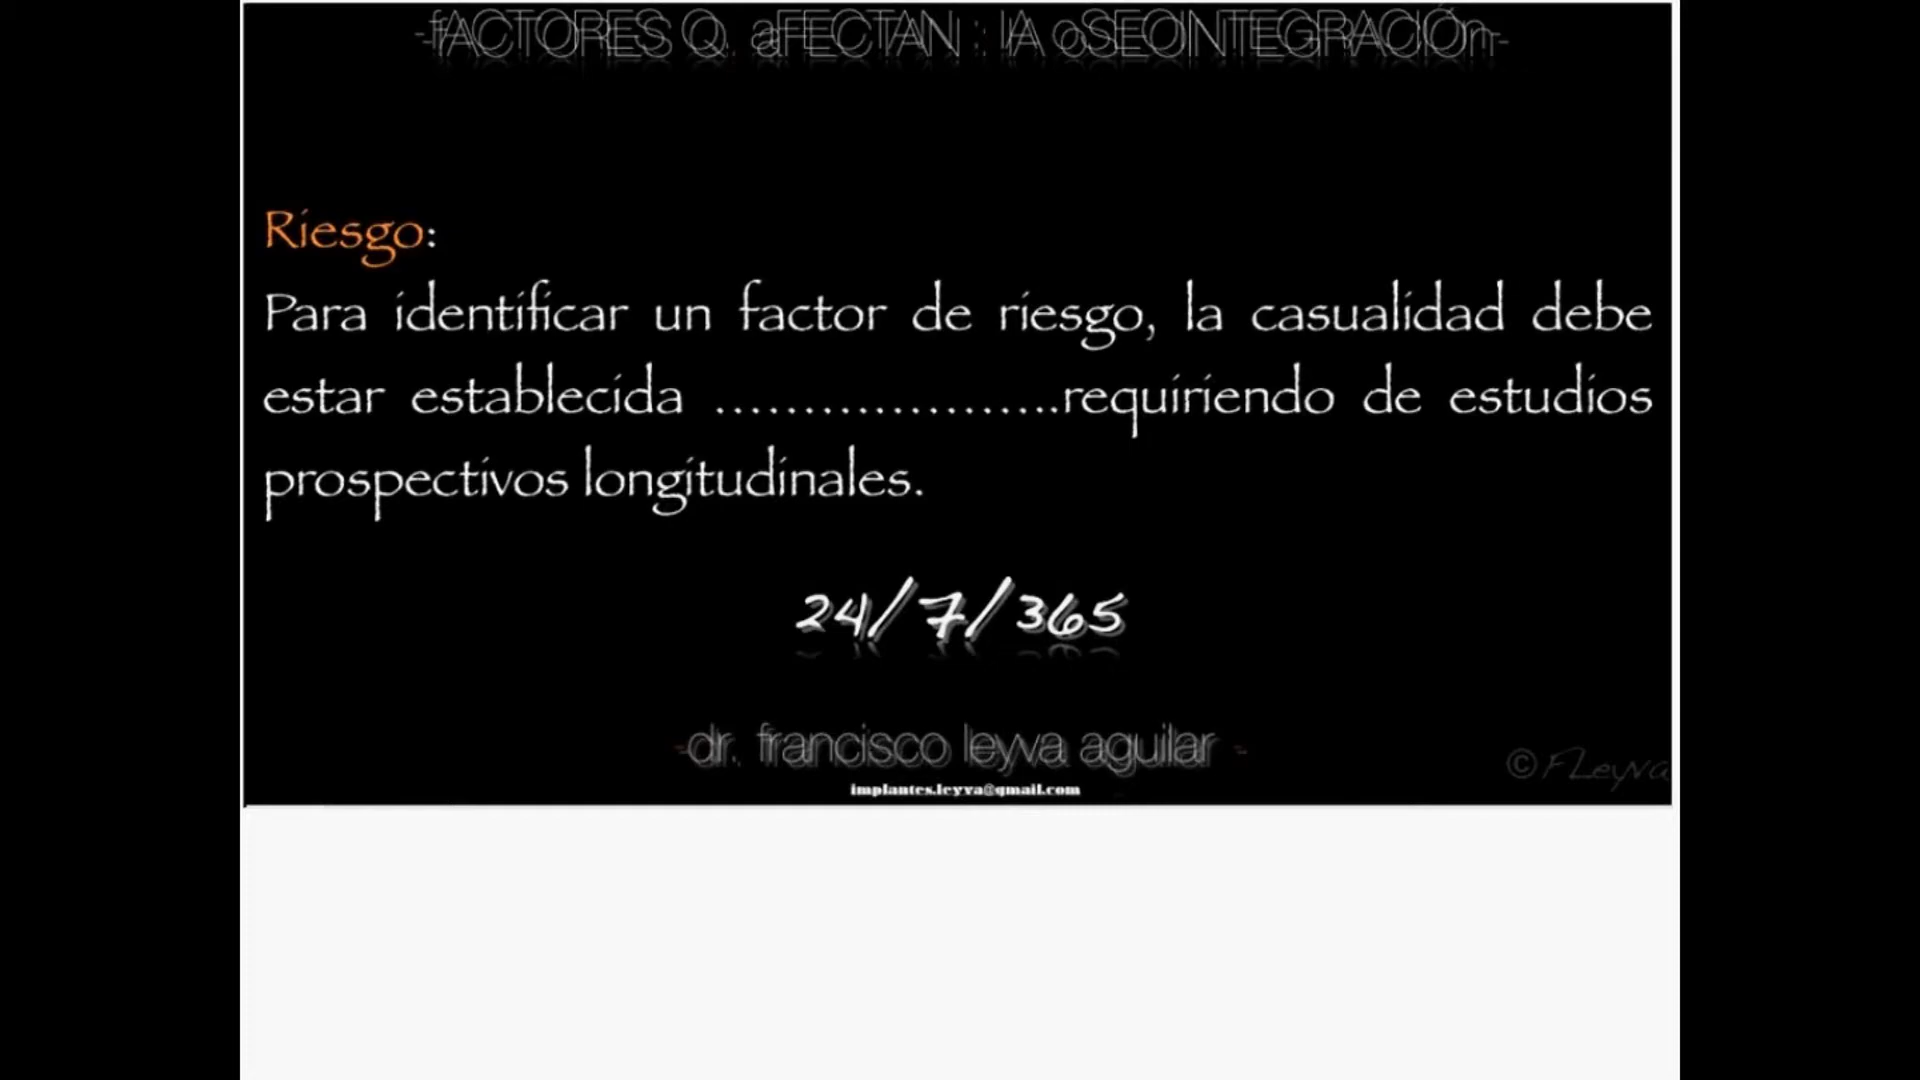 -fACTORES Q. aFECTAN : lA oSEOINTEGRACIÓn-
Riesgo:
Para identificar un factor de riesgo, la casualidad debe
estar establecida ………………..requiriendo de estudios
prospectivos longitudinales.
24/7/365
-dr. francisco leyva aguilar -
implantes.leyva@gmail.com
©FLeyva